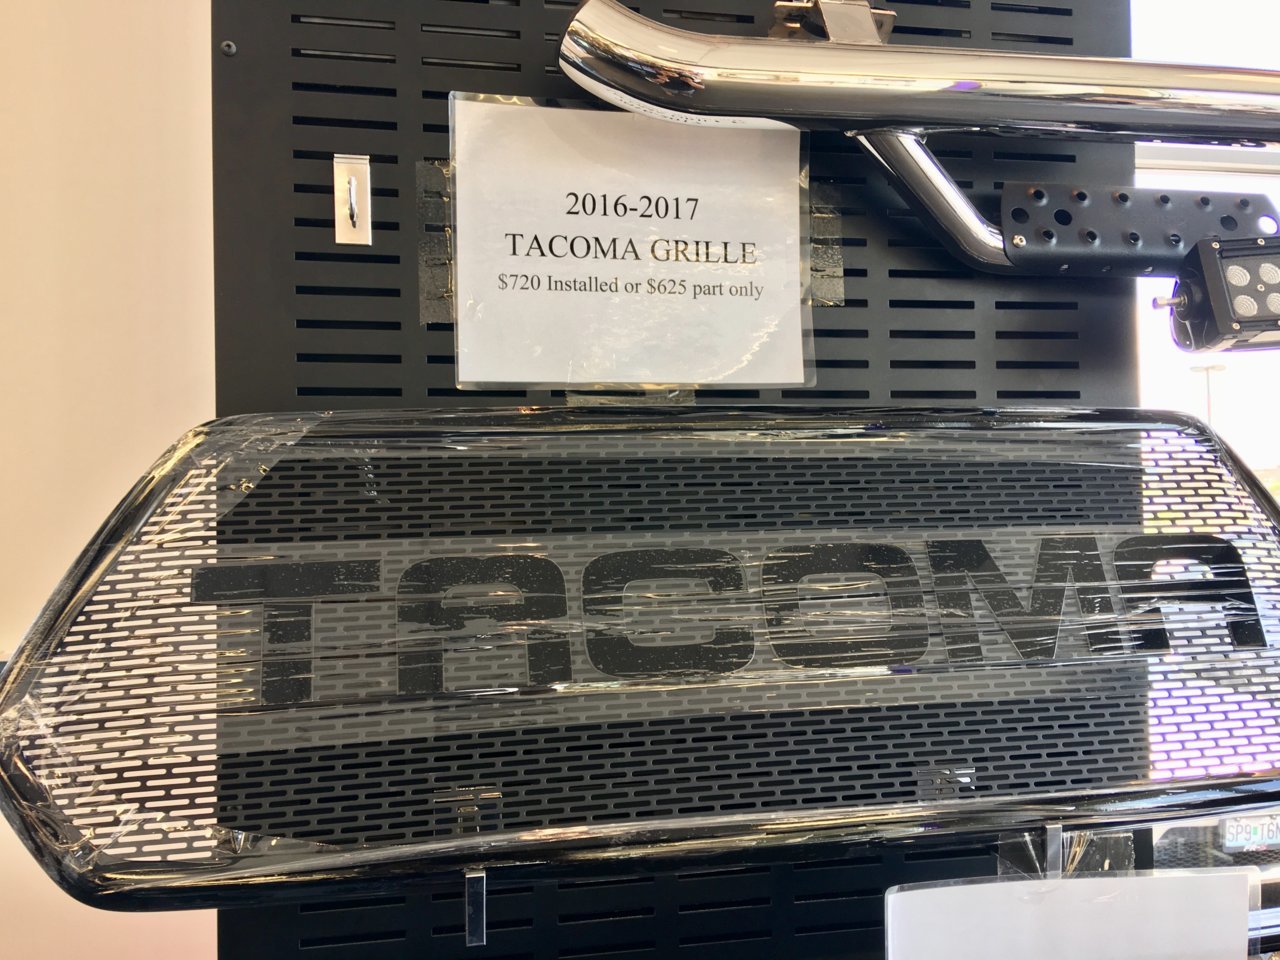 2016-2017
TACOMA GRILLE
$720 Installed or $625 part only
TACOMA